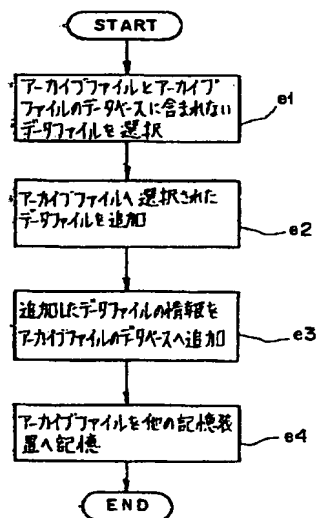 START
アーカイブファイルとアーカイブ
ファイルのデータベースに含まれない
データファイルを選択
e1
アーカイブファイルへ選択された
データファイルを追加
e2
追加したデータファイルの情報を
アーカイブファイルのデータベースへ追加
e3
アーカイブファイルを他の記憶装
置へ記憶
e4
END